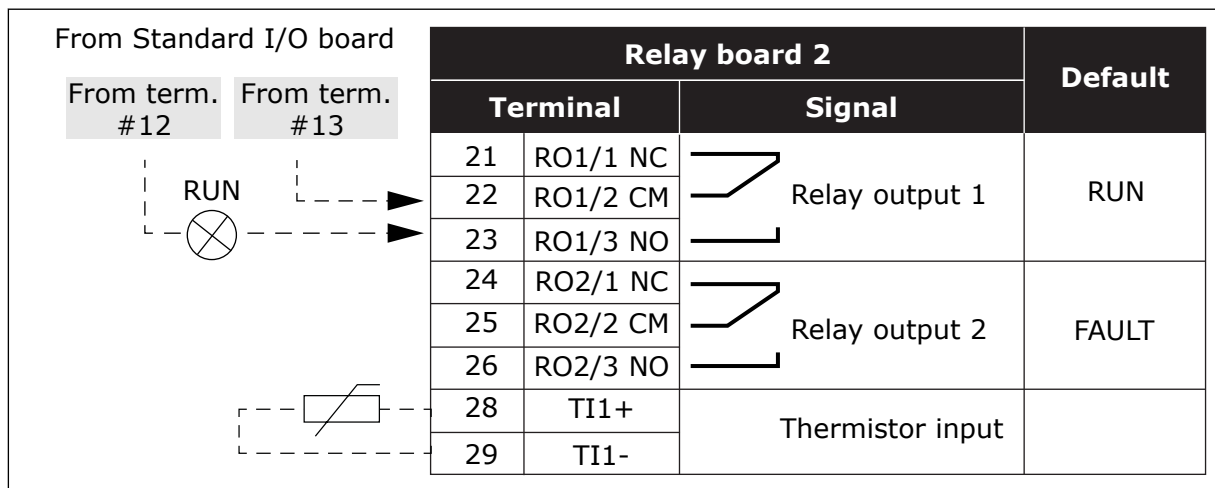 From Standard I/O board
From term. #12
From term. #13
RUN
Relay board 2
Default
Terminal
Signal
21 RO1/1 NC
22 RO1/2 CM
23 RO1/3 NO
Relay output 1
RUN
24 RO2/1 NC
25 RO2/2 CM
26 RO2/3 NO
Relay output 2
FAULT
28 TI1+
29 TI1-
Thermistor input